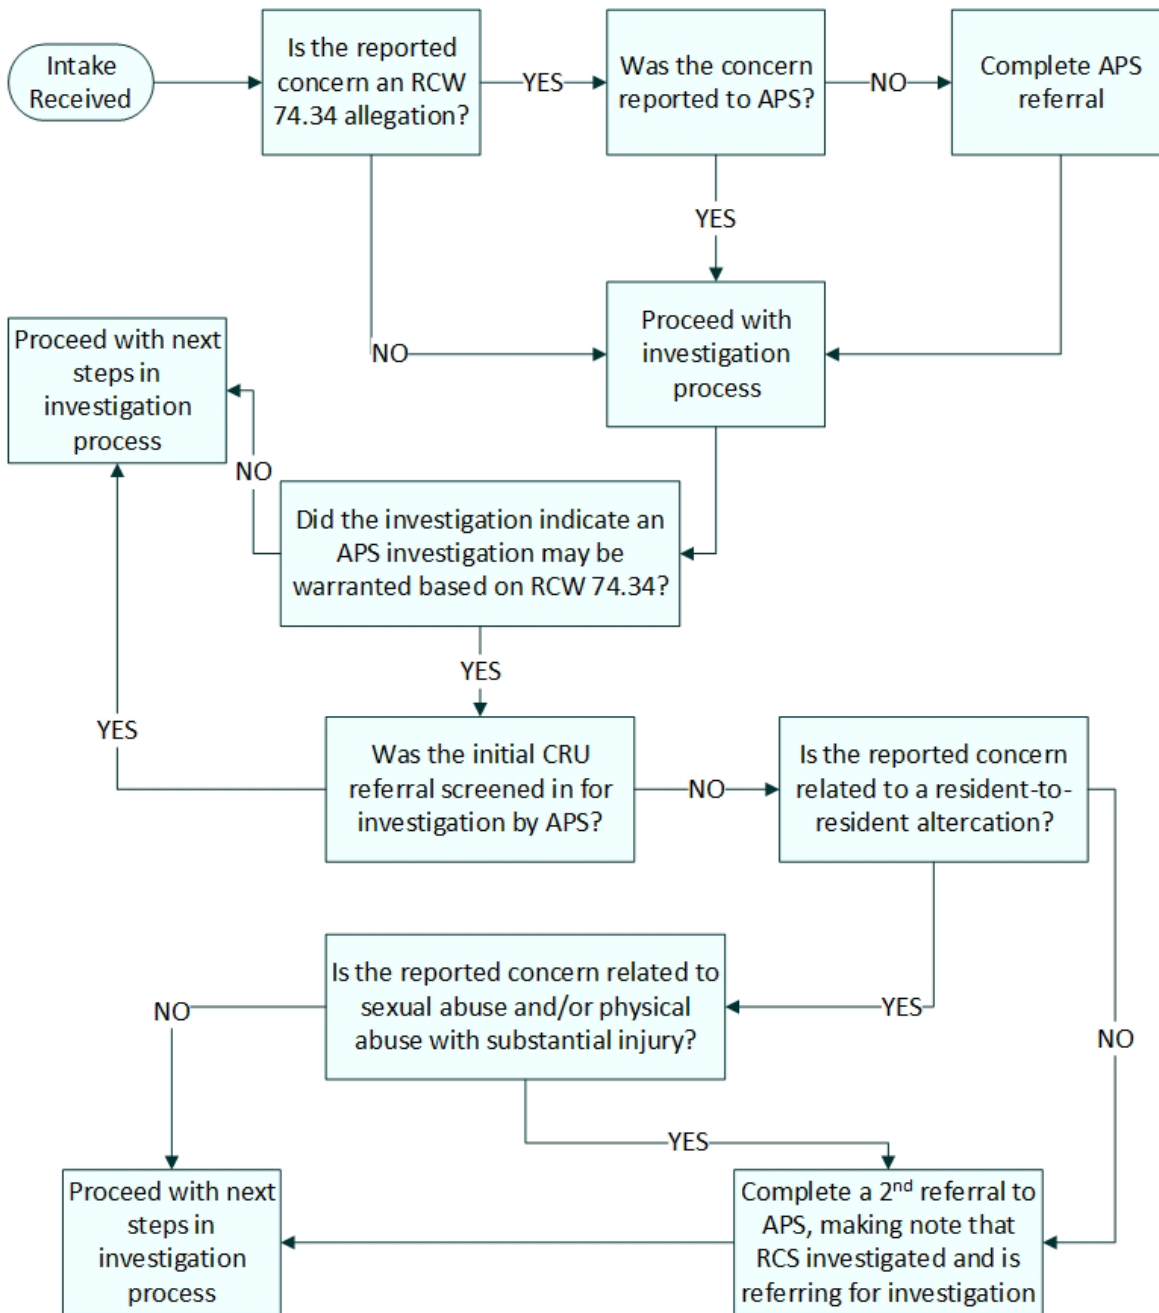 Intake
Received
Is the reported
concern an RCW
74.34 allegation?
YES
Was the concern
reported to APS?
NO
Complete APS
referral
YES
NO
Proceed with
investigation
process
Proceed with next
steps in
investigation
process
NO
Did the investigation indicate an
APS investigation may be
warranted based on RCW 74.34?
YES
YES
Was the initial CRU
referral screened in for
investigation by APS?
NO
Is the reported concern
related to a resident-to-
resident altercation?
Is the reported concern related to
sexual abuse and/or physical
abuse with substantial injury?
YES
NO
NO
YES
Proceed with next
steps in
investigation
process
Complete a 2nd referral to
APS, making note that
RCS investigated and is
referring for investigation